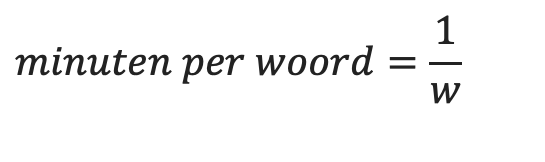 minuten per woord = 1/w